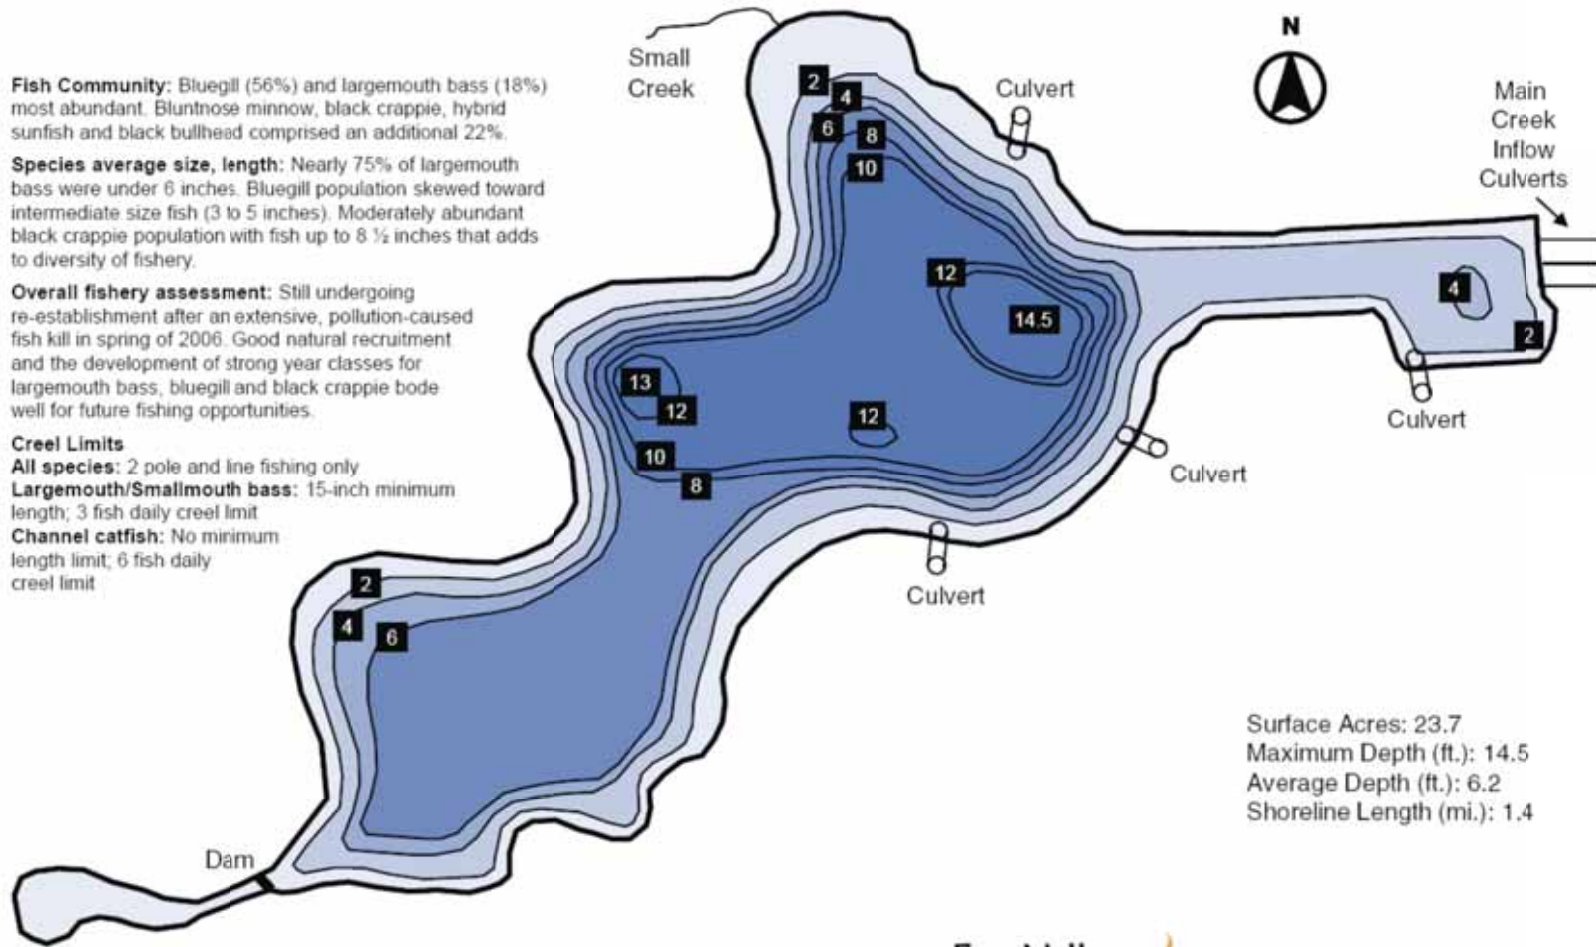 Fish Community: Bluegill (56%) and largemouth bass (18%)
most abundant. Bluntnose minnow, black crappie, hybrid
sunfish and black bullhead comprised an additional 22%.
Species average size, length: Nearly 75% of largemouth
bass were under 6 inches. Bluegill population skewed toward
intermediate size fish (3 to 5 inches). Moderately abundant
black crappie population with fish up to 8 ½ inches that adds
to diversity of fishery.
Overall fishery assessment: Still undergoing
re-establishment after an extensive, pollution-caused
fish kill in spring of 2006. Good natural recruitment
and the development of strong year classes for
largemouth bass, bluegill and black crappie bode
well for future fishing opportunities.
Creel Limits
All species: 2 pole and line fishing only
Largemouth/Smallmouth bass: 15-inch minimum
length; 3 fish daily creel limit
Channel catfish: No minimum
length limit; 6 fish daily
creel limit
Small
Creek
N
Culvert
Main
Creek
Inflow
Culverts
2
4
6
8
10
12
14.5
4
2
13
12
12
10
8
Culvert
Culvert
Culvert
2
4
6
Dam
Surface Acres: 23.7
Maximum Depth (ft.): 14.5
Average Depth (ft.): 6.2
Shoreline Length (mi.): 1.4